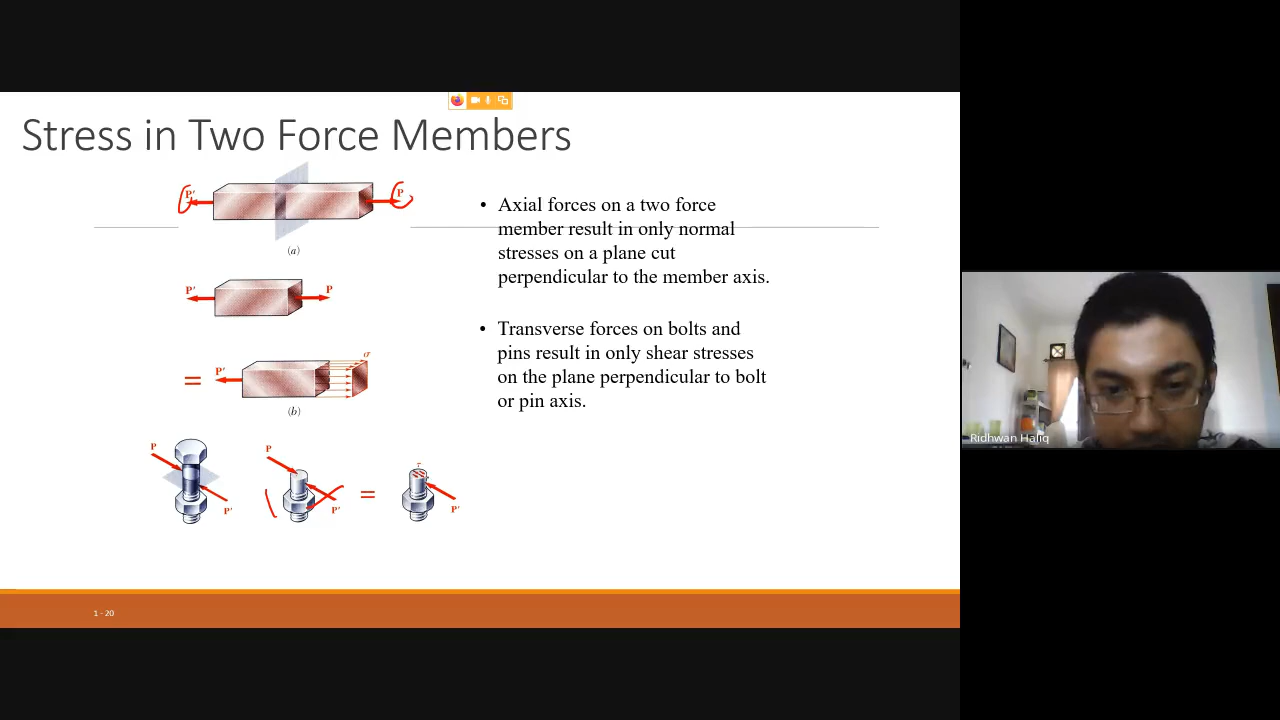 Stress in Two Force Members
P' P
(a)
P' P
= P' σ
(b)
P P' P P' = τ P'
• Axial forces on a two force
member result in only normal
stresses on a plane cut
perpendicular to the member axis.
• Transverse forces on bolts and
pins result in only shear stresses
on the plane perpendicular to bolt
or pin axis.
1 - 20
Ridhwan Haliq